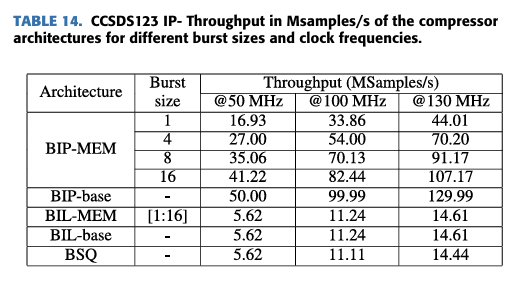 TABLE 14. CCSDS123 IP- Throughput in Msamples/s of the compressor
architectures for different burst sizes and clock frequencies.
Architecture Burst size Throughput (MSamples/s)
@50 MHz @100 MHz @130 MHz
BIP-MEM 1 16.93 33.86 44.01
4 27.00 54.00 70.20
8 35.06 70.13 91.17
16 41.22 82.44 107.17
BIP-base - 50.00 99.99 129.99
BIL-MEM [1:16] 5.62 11.24 14.61
BIL-base - 5.62 11.24 14.61
BSQ - 5.62 11.11 14.44